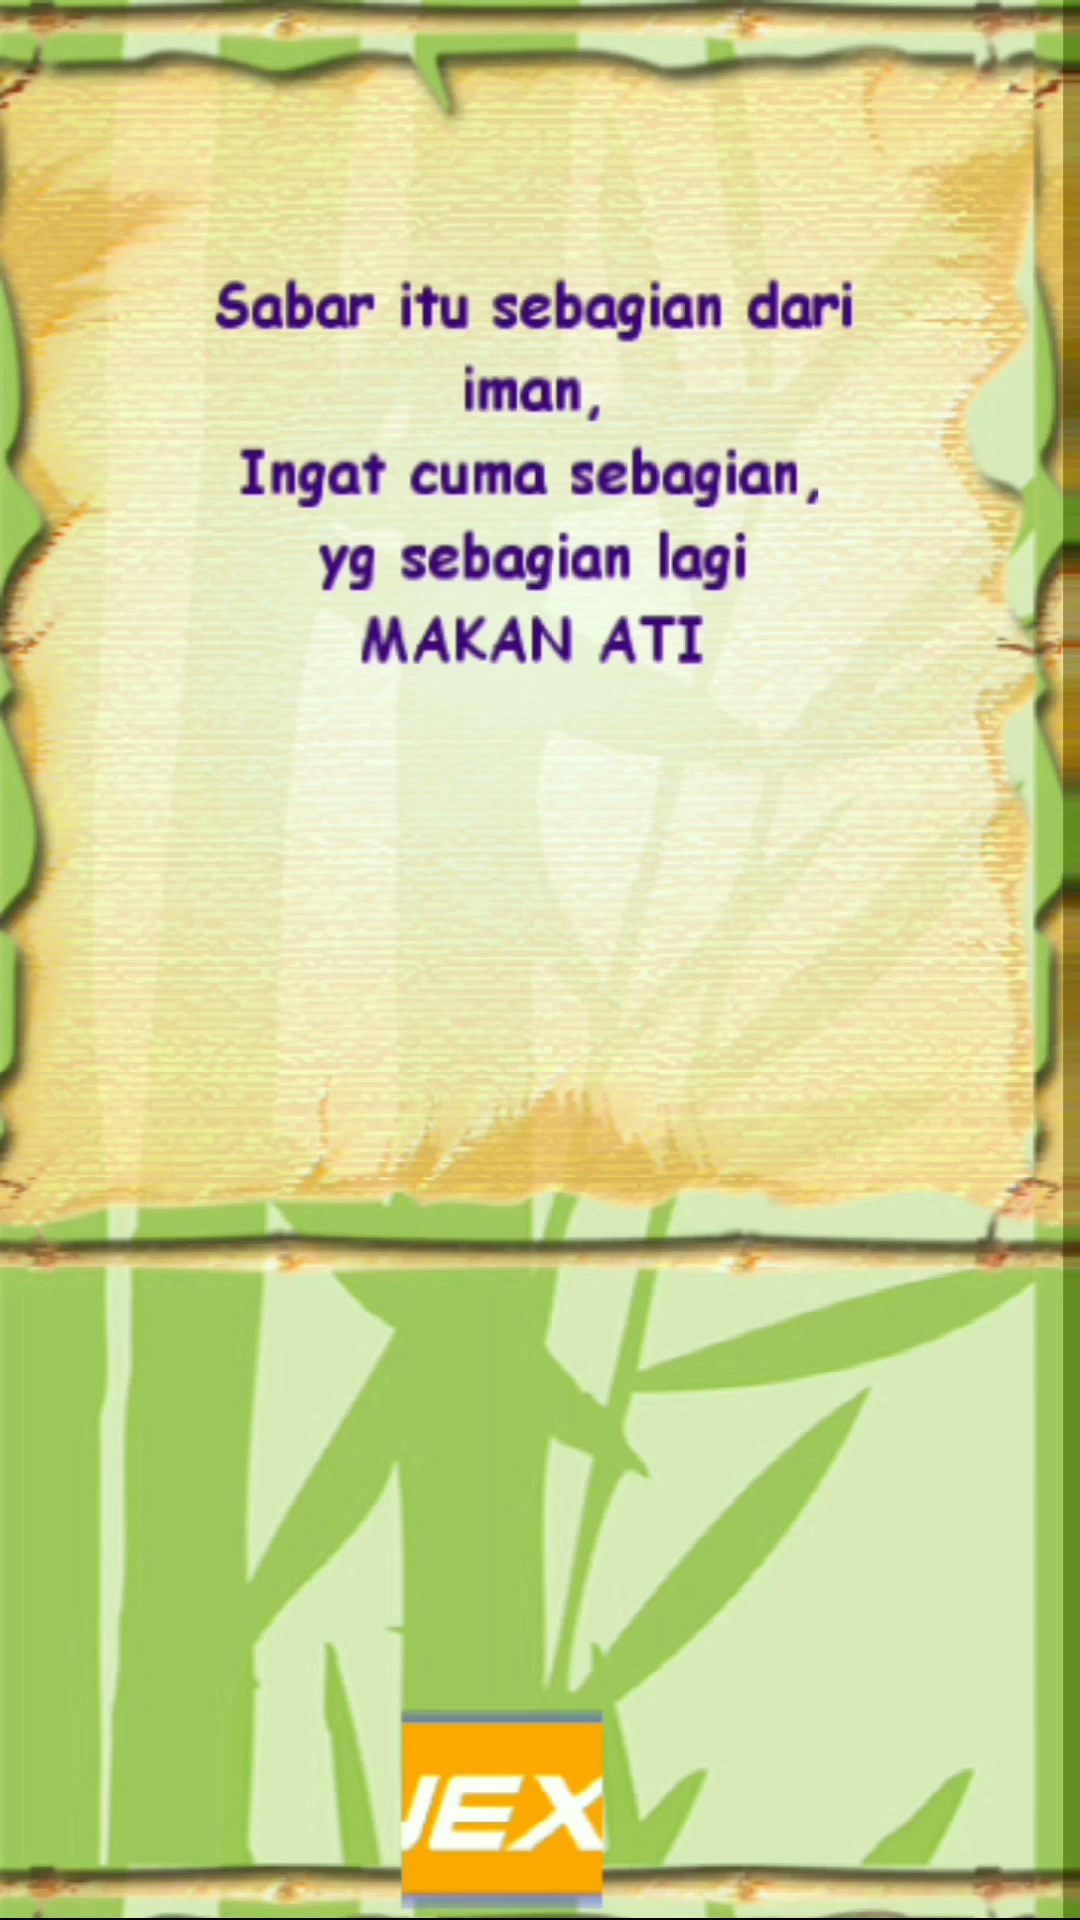 Sabar itu sebagian dari
iman,
Ingat cuma sebagian,
yg sebagian lagi
MAKAN ATI